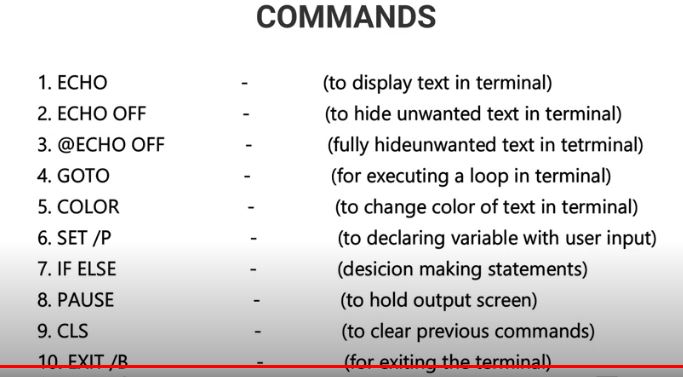 COMMANDS
1. ECHO - (to display text in terminal)
2. ECHO OFF - (to hide unwanted text in terminal)
3. @ECHO OFF - (fully hideunwanted text in tetrminal)
4. GOTO - (for executing a loop in terminal)
5. COLOR - (to change color of text in terminal)
6. SET /P - (to declaring variable with user input)
7. IF ELSE - (desicion making statements)
8. PAUSE - (to hold output screen)
9. CLS - (to clear previous commands)
10. EXIT /B - (for exiting the terminal)